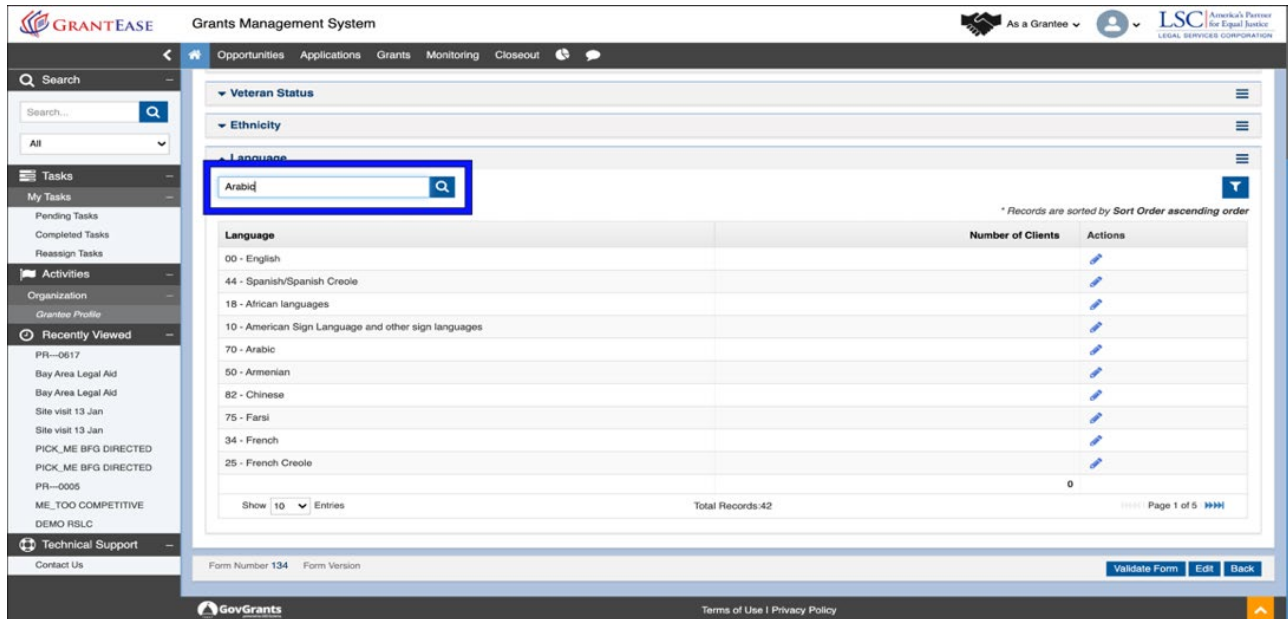 GRANTEASE
Grants Management System
As a Grantee
LSC America's Partner for Equal Justice
LEGAL SERVICES CORPORATION
Opportunities Applications Grants Monitoring Closeout
Search
Search...
All
Tasks
My Tasks
Pending Tasks
Completed Tasks
Reassign Tasks
Activities
Organization
Grantee Profile
Recently Viewed
PR---0617
Bay Area Legal Aid
Bay Area Legal Aid
Site visit 13 Jan
Site visit 13 Jan
PICK_ME BFG DIRECTED
PICK_ME BFG DIRECTED
PR---0005
ME_TOO COMPETITIVE
DEMO RSLC
Technical Support
Contact Us
Veteran Status
Ethnicity
Language
Arabic
* Records are sorted by Sort Order ascending order
Language Number of Clients Actions
00 - English
44 - Spanish/Spanish Creole
18 - African languages
10 - American Sign Language and other sign languages
70 - Arabic
50 - Armenian
82 - Chinese
75 - Farsi
34 - French
25 - French Creole
0
Show 10 Entries Total Records:42 Page 1 of 5
Form Number 134 Form Version Validate Form Edit Back
GovGrants Terms of Use | Privacy Policy